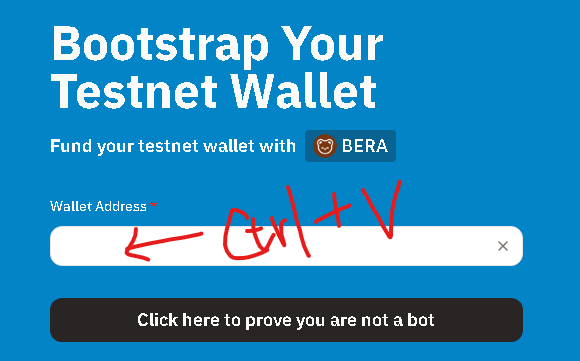 Bootstrap Your
Testnet Wallet
Fund your testnet wallet with BERA
Wallet Address *
← Ctrl + V
Click here to prove you are not a bot